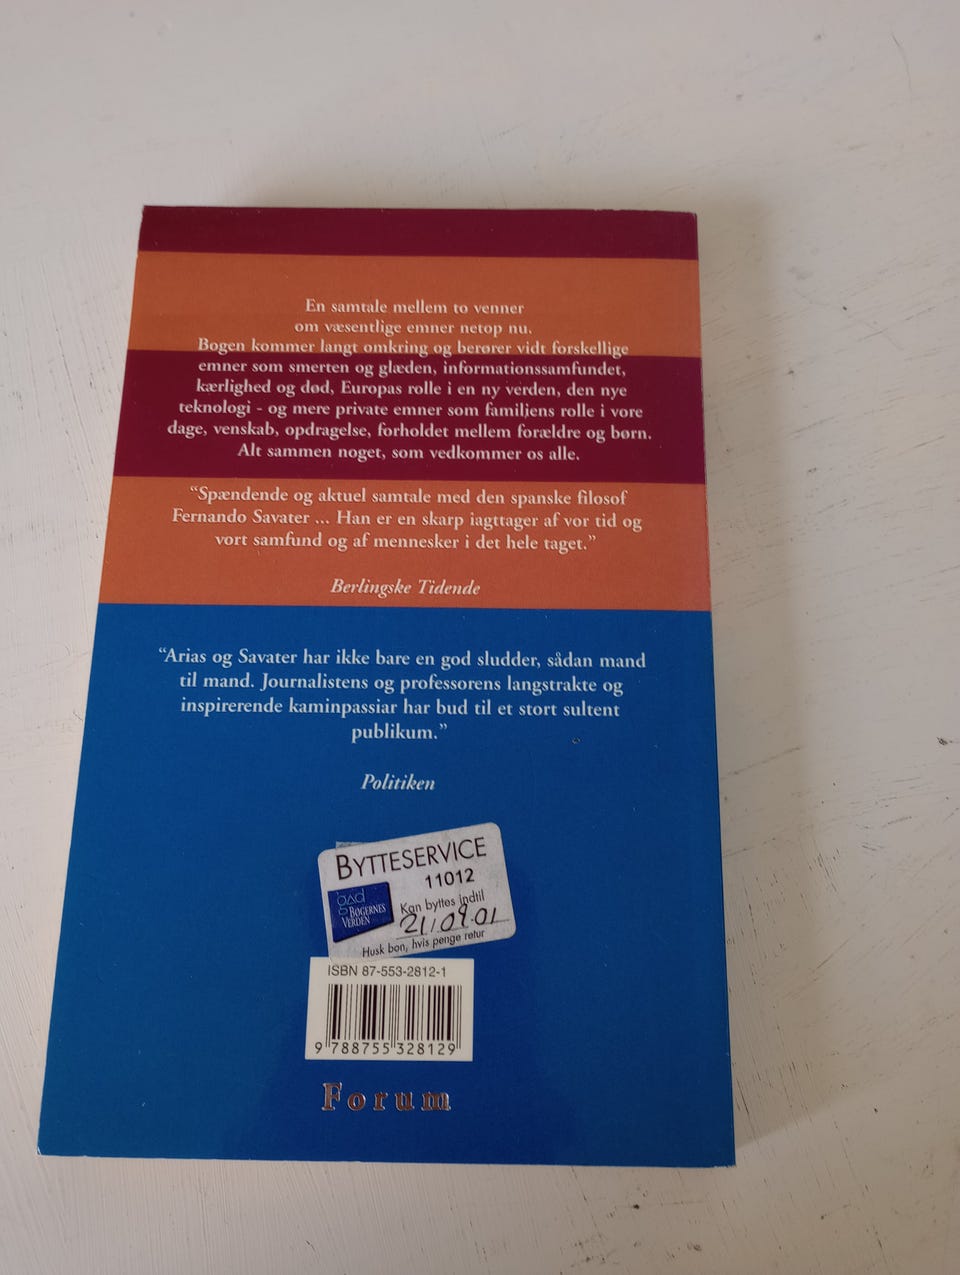 En samtale mellem to venner
om væsentlige emner netop nu.
Bogen kommer langt omkring og berører vidt forskellige
emner som smerten og glæden, informationssamfundet,
kærlighed og død, Europas rolle i en ny verden, den nye
teknologi - og mere private emner som familjens rolle i vore
dage, venskab, opdragelse, forholdet mellem forældre og børn.
Alt sammen noget, som vedkommer os alle.
“Spændende og aktuel samtale med den spanske filosof
Fernando Savater ... Han er en skarp iagttager af vor tid og
vort samfund og af mennesker i det hele taget.”
Berlingske Tidende
“Arias og Savater har ikke bare en god sludder, sådan mand
til mand. Journalistens og professorens langstrakte og
inspirerende kaminpassiar har bud til et stort sultent
publikum.”
Politiken
BYTTESERVICE
11012
gad
BOGERNES
VERDEN
Kan byttes indtil
21/09-01
Husk bon, hvis penge retur
ISBN 87-553-2812-1
9 788755 328129
Forum